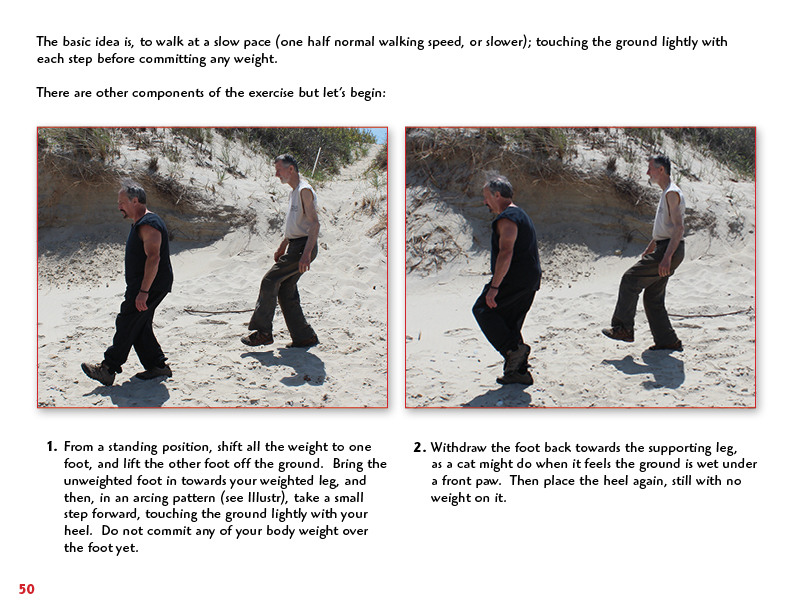 The basic idea is, to walk at a slow pace (one half normal walking speed, or slower); touching the ground lightly with
each step before committing any weight.
There are other components of the exercise but let's begin:
1. From a standing position, shift all the weight to one
foot, and lift the other foot off the ground. Bring the
unweighted foot in towards your weighted leg, and
then, in an arcing pattern (see Illustr), take a small
step forward, touching the ground lightly with your
heel. Do not commit any of your body weight over
the foot yet.
2. Withdraw the foot back towards the supporting leg,
as a cat might do when it feels the ground is wet under
a front paw. Then place the heel again, still with no
weight on it.
50